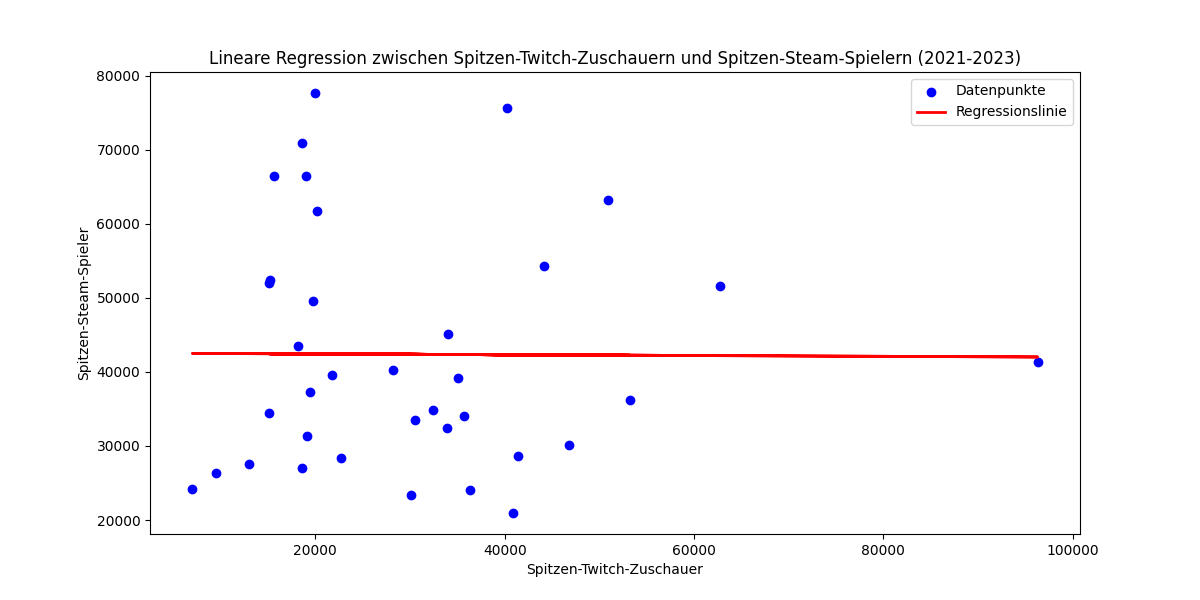 Lineare Regression zwischen Spitzen-Twitch-Zuschauern und Spitzen-Steam-Spielern (2021-2023)
Datenpunkte
Regressionslinie
Spitzen-Steam-Spieler
80000
70000
60000
50000
40000
30000
20000
20000 40000 60000 80000 100000
Spitzen-Twitch-Zuschauer